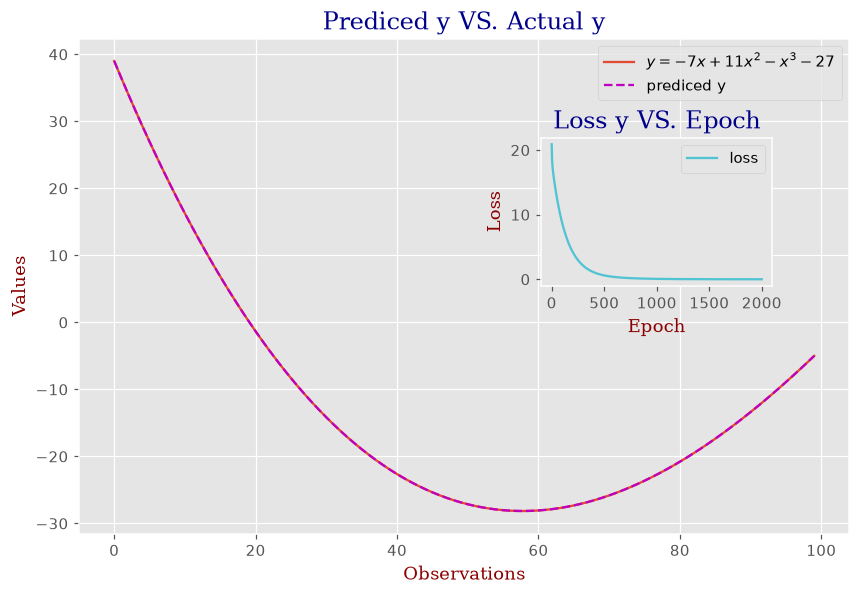 Prediced y VS. Actual y
y = −7x + 11x² − x³ − 27
prediced y
Loss y VS. Epoch
loss
Loss
20
10
0
0 500 1000 1500 2000
Epoch
Values
40
30
20
10
0
−10
−20
−30
0 20 40 60 80 100
Observations